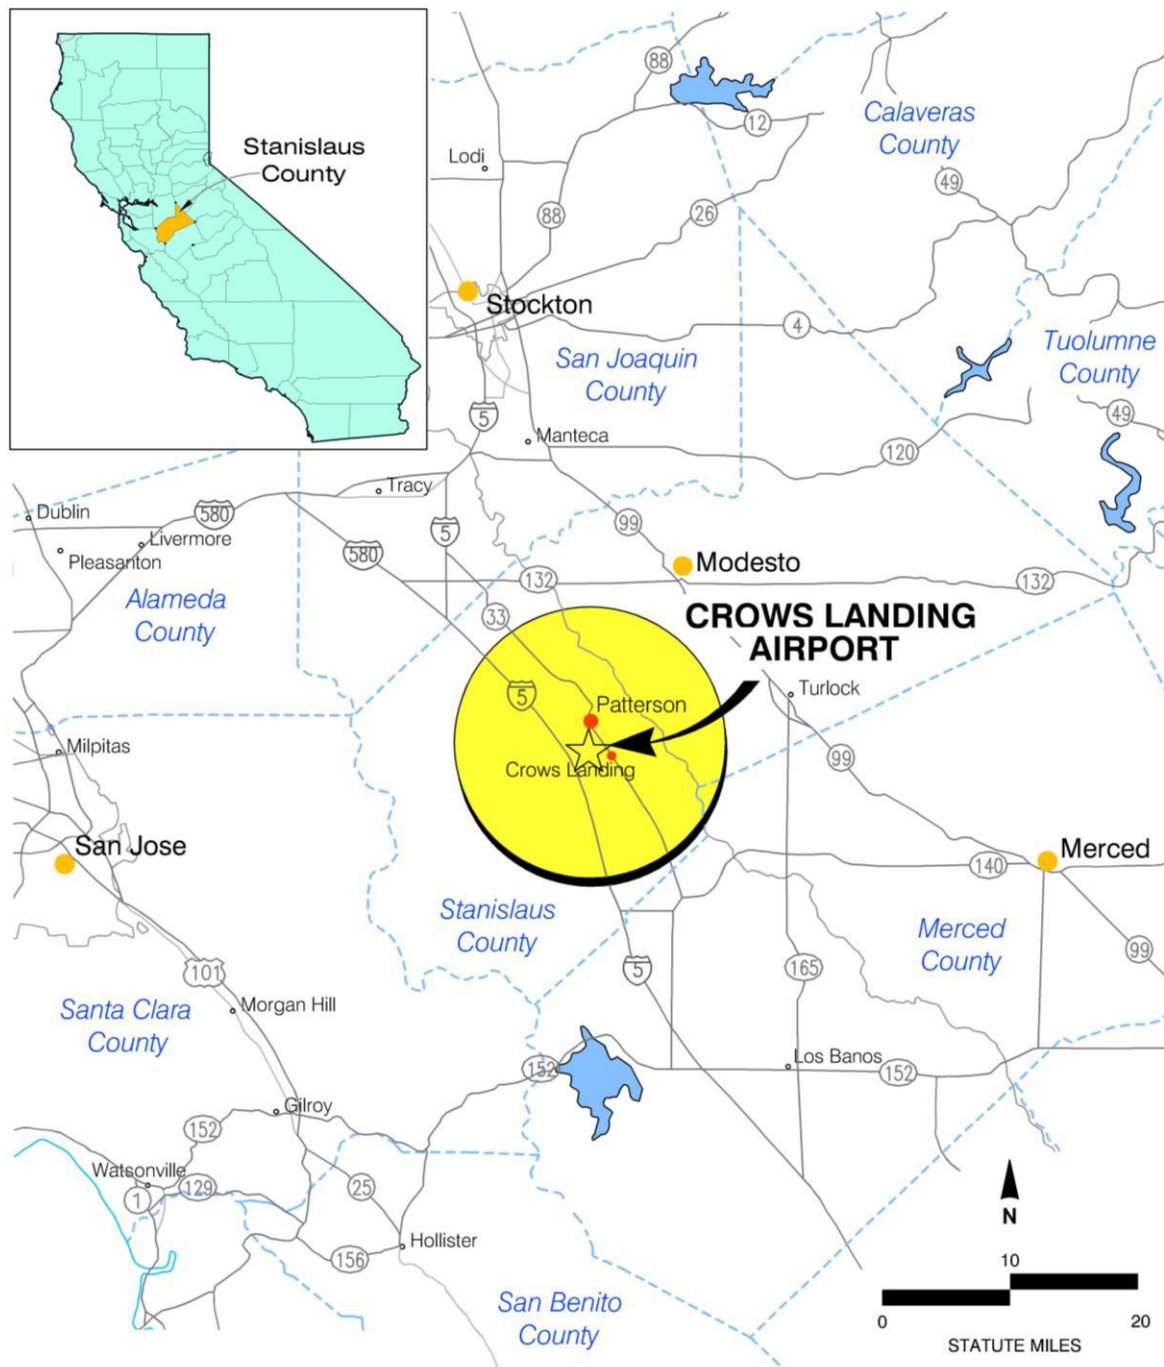 Stanislaus
County
88
12
Calaveras
County
Lodi
49
88
26
Stockton
4
San Joaquin
County
Tuolumne
County
5
49
Manteca
120
Tracy
Dublin
580
5
99
Livermore
Pleasanton
580
Modesto
132
132
Alameda
County
33
CROWS LANDING
AIRPORT
5
Patterson
Turlock
Milpitas
Crows Landing
99
San Jose
Merced
140
Stanislaus
County
Merced
County
99
101
5
165
Santa Clara
County
Morgan Hill
Los Banos
152
152
Gilroy
152
Watsonville
129
1
25
N
Hollister
156
10
San Benito
County
0
20
STATUTE MILES